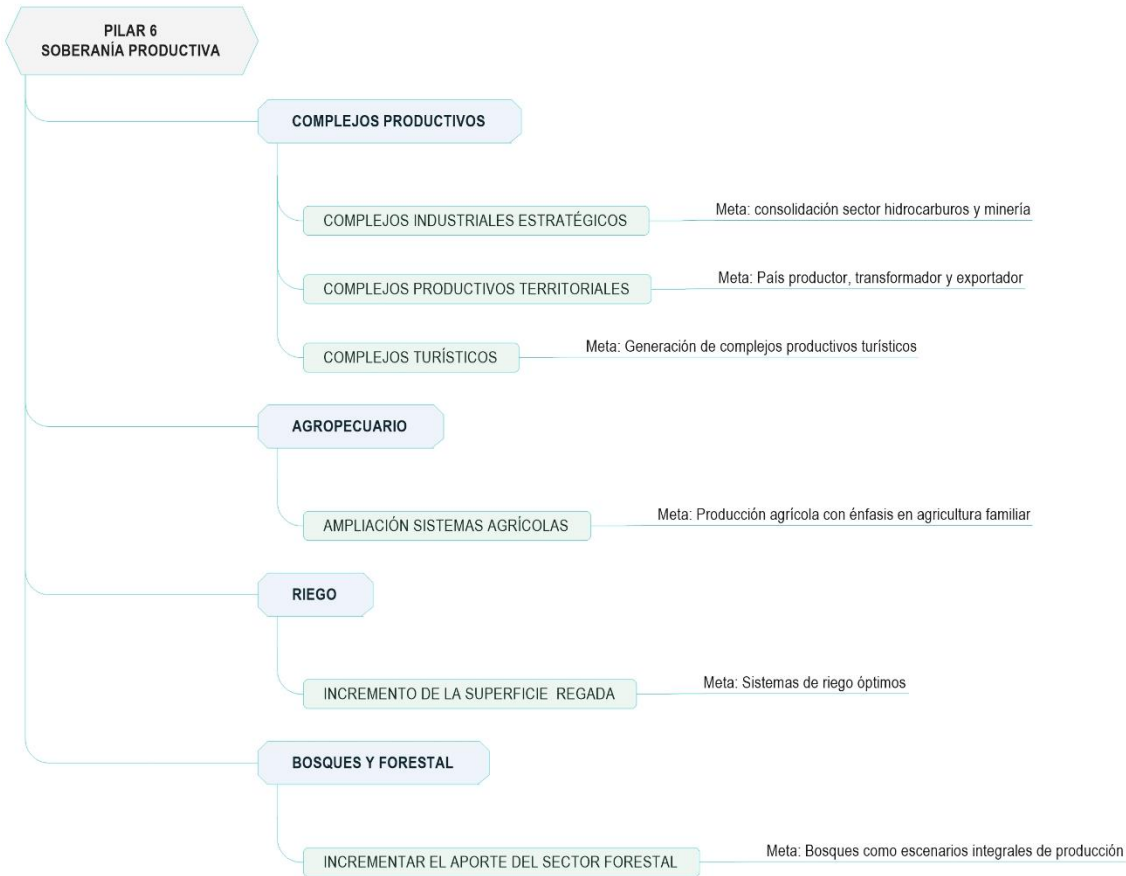 PILAR 6
SOBERANÍA PRODUCTIVA
COMPLEJOS PRODUCTIVOS
COMPLEJOS INDUSTRIALES ESTRATÉGICOS
Meta: consolidación sector hidrocarburos y minería
COMPLEJOS PRODUCTIVOS TERRITORIALES
Meta: País productor, transformador y exportador
COMPLEJOS TURÍSTICOS
Meta: Generación de complejos productivos turísticos
AGROPECUARIO
AMPLIACIÓN SISTEMAS AGRÍCOLAS
Meta: Producción agrícola con énfasis en agricultura familiar
RIEGO
INCREMENTO DE LA SUPERFICIE REGADA
Meta: Sistemas de riego óptimos
BOSQUES Y FORESTAL
INCREMENTAR EL APORTE DEL SECTOR FORESTAL
Meta: Bosques como escenarios integrales de producción